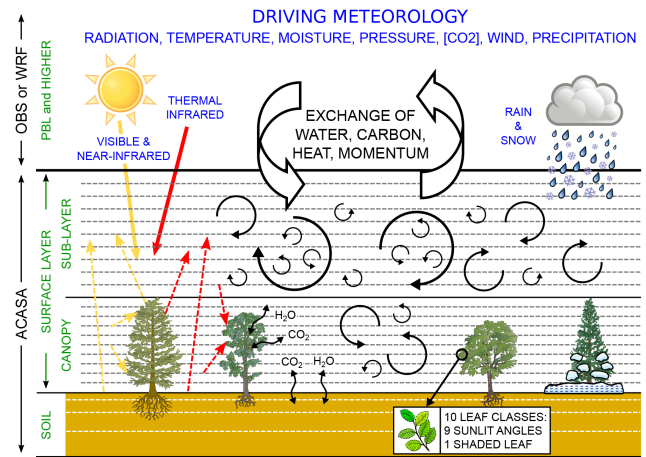 DRIVING METEOROLOGY
RADIATION, TEMPERATURE, MOISTURE, PRESSURE, [CO2], WIND, PRECIPITATION
OBS or WRF
PBL and HIGHER
THERMAL
INFRARED
VISIBLE &
NEAR-INFRARED
EXCHANGE OF
WATER, CARBON,
HEAT, MOMENTUM
RAIN
&
SNOW
ACASA
SURFACE LAYER
SUB-LAYER
CANOPY
SOIL
H2O
CO2
CO2
H2O
10 LEAF CLASSES:
9 SUNLIT ANGLES
1 SHADED LEAF